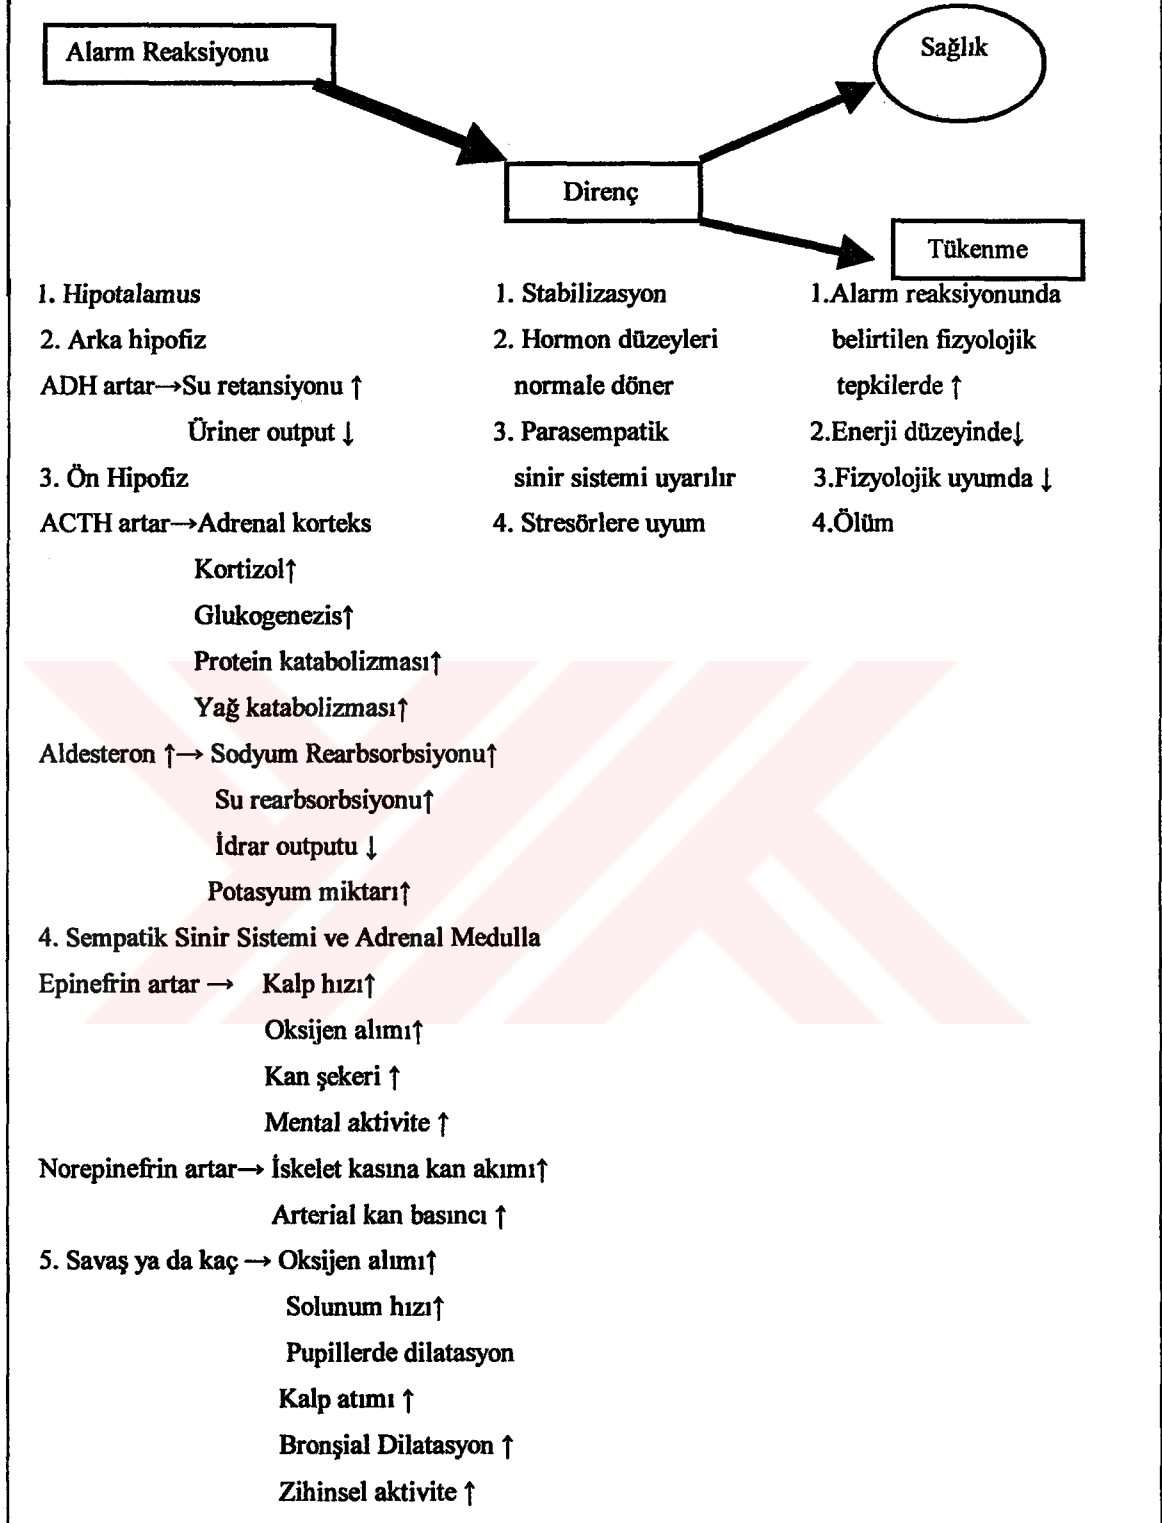 Alarm Reaksiyonu
Sağlık
Direnç
Tükenme
1. Hipotalamus
2. Arka hipofiz
ADH artar→Su retansiyonu ↑
Üriner output ↓
3. Ön Hipofiz
ACTH artar→Adrenal korteks
Kortizol↑
Glukogenezis↑
Protein katabolizması↑
Yağ katabolizması↑
Aldesteron ↑→ Sodyum Rearbsorbsiyonu↑
Su rearbsorbsiyonu↑
İdrar outputu ↓
Potasyum miktarı↑
4. Sempatik Sinir Sistemi ve Adrenal Medulla
Epinefrin artar → Kalp hızı↑
Oksijen alımı↑
Kan şekeri ↑
Mental aktivite ↑
Norepinefrin artar→ İskelet kasına kan akımı↑
Arterial kan basıncı ↑
5. Savaş ya da kaç → Oksijen alımı↑
Solunum hızı↑
Pupillerde dilatasyon
Kalp atımı ↑
Bronşial Dilatasyon ↑
Zihinsel aktivite ↑
1. Stabilizasyon
2. Hormon düzeyleri
normale döner
3. Parasempatik
sinir sistemi uyarılır
4. Stresörlere uyum
1.Alarm reaksiyonunda
belirtilen fizyolojik
tepkilerde ↑
2.Enerji düzeyinde↓
3.Fizyolojik uyumda ↓
4.Ölüm